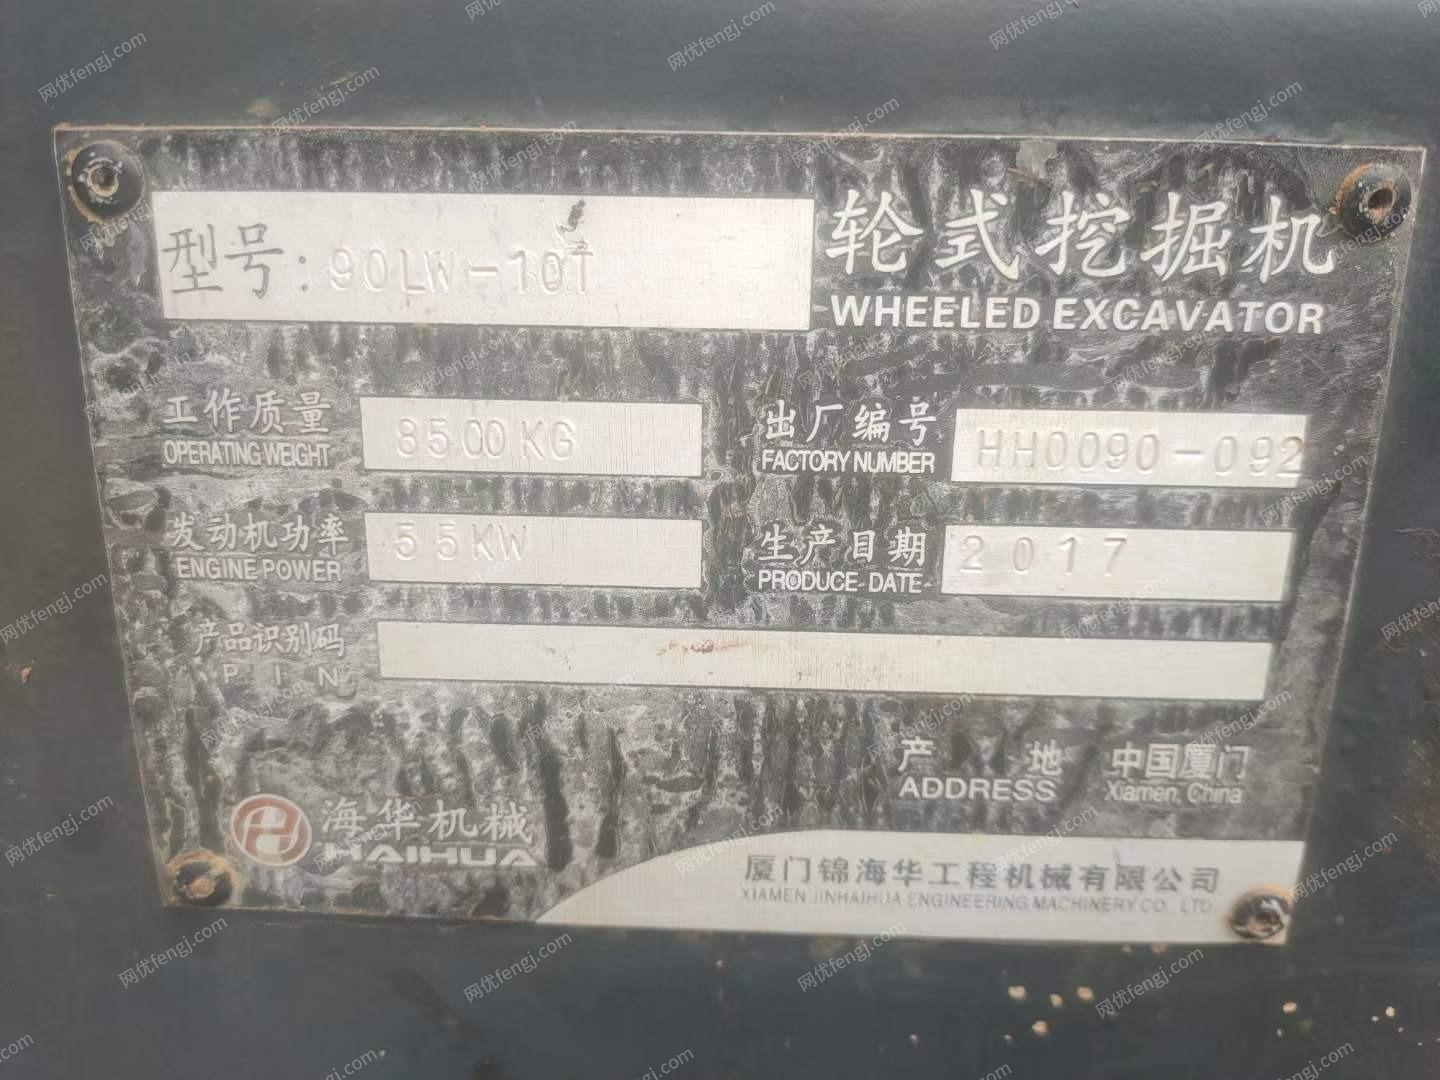 型号：90LW-10T
轮式挖掘机
WHEELED EXCAVATOR
工作质量 8500KG
OPERATING WEIGHT
出厂编号 HH0090-092
FACTORY NUMBER
发动机功率 55KW
ENGINE POWER
生产日期 2017
PRODUCE DATE
产品识别码
PIN
产地 中国厦门
ADDRESS Xiamen, China
海华机械
HAIHUA
厦门锦海华工程机械有限公司
XIAMEN JINHAIHUA ENGINEERING MACHINERY CO., LTD.
网优fengj.com